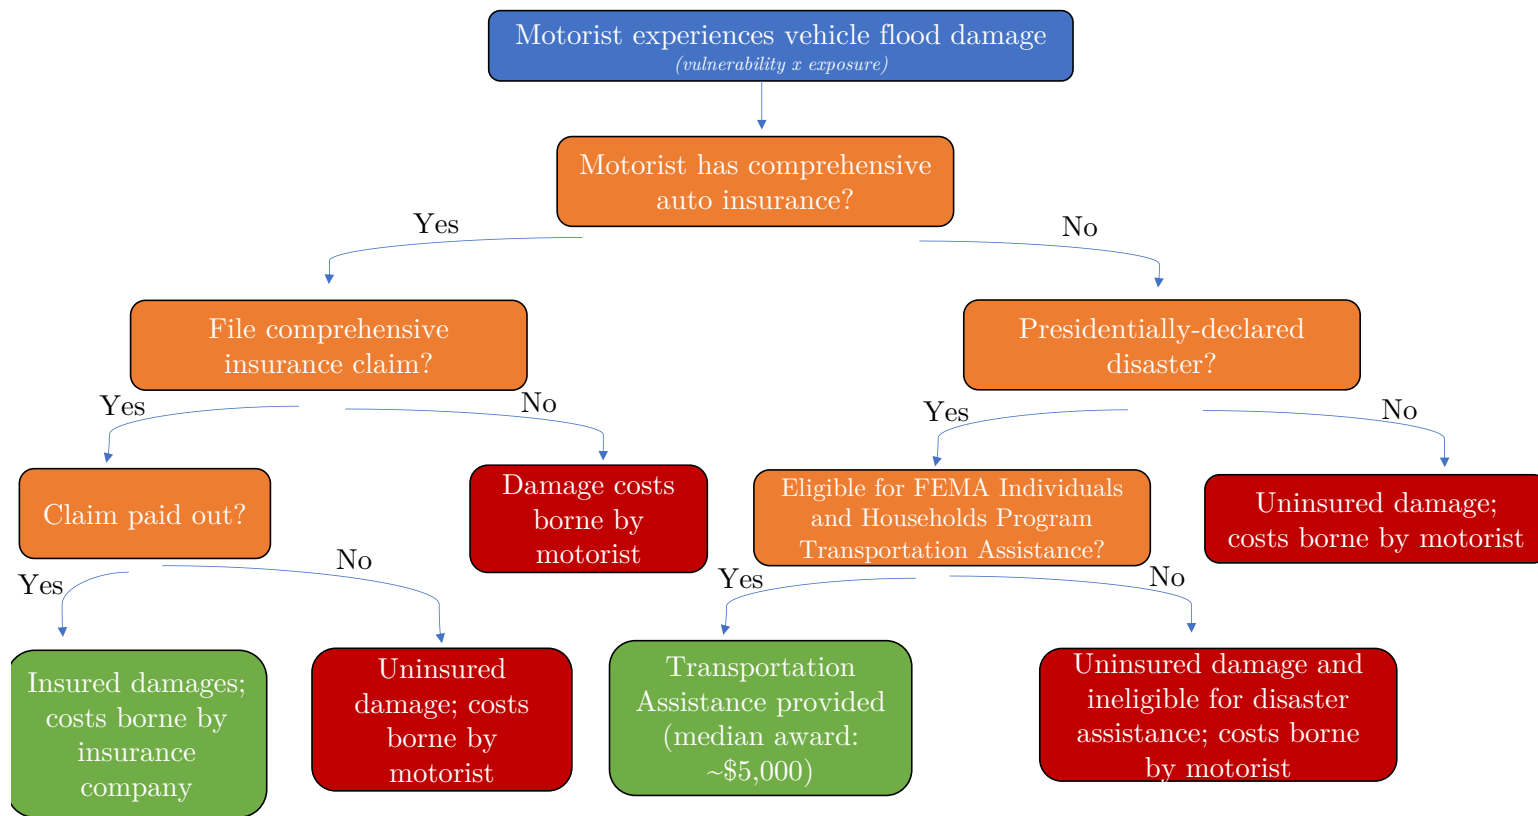 Motorist experiences vehicle flood damage
(vulnerability x exposure)
Motorist has comprehensive
auto insurance?
Yes
No
File comprehensive
insurance claim?
Presidentially-declared
disaster?
Yes
No
Yes
No
Claim paid out?
Damage costs
borne by
motorist
Eligible for FEMA Individuals
and Households Program
Transportation Assistance?
Uninsured damage;
costs borne by motorist
Yes
No
Yes
No
Insured damages;
costs borne by
insurance
company
Uninsured
damage; costs
borne by
motorist
Transportation
Assistance provided
(median award:
~$5,000)
Uninsured damage and
ineligible for disaster
assistance; costs borne
by motorist